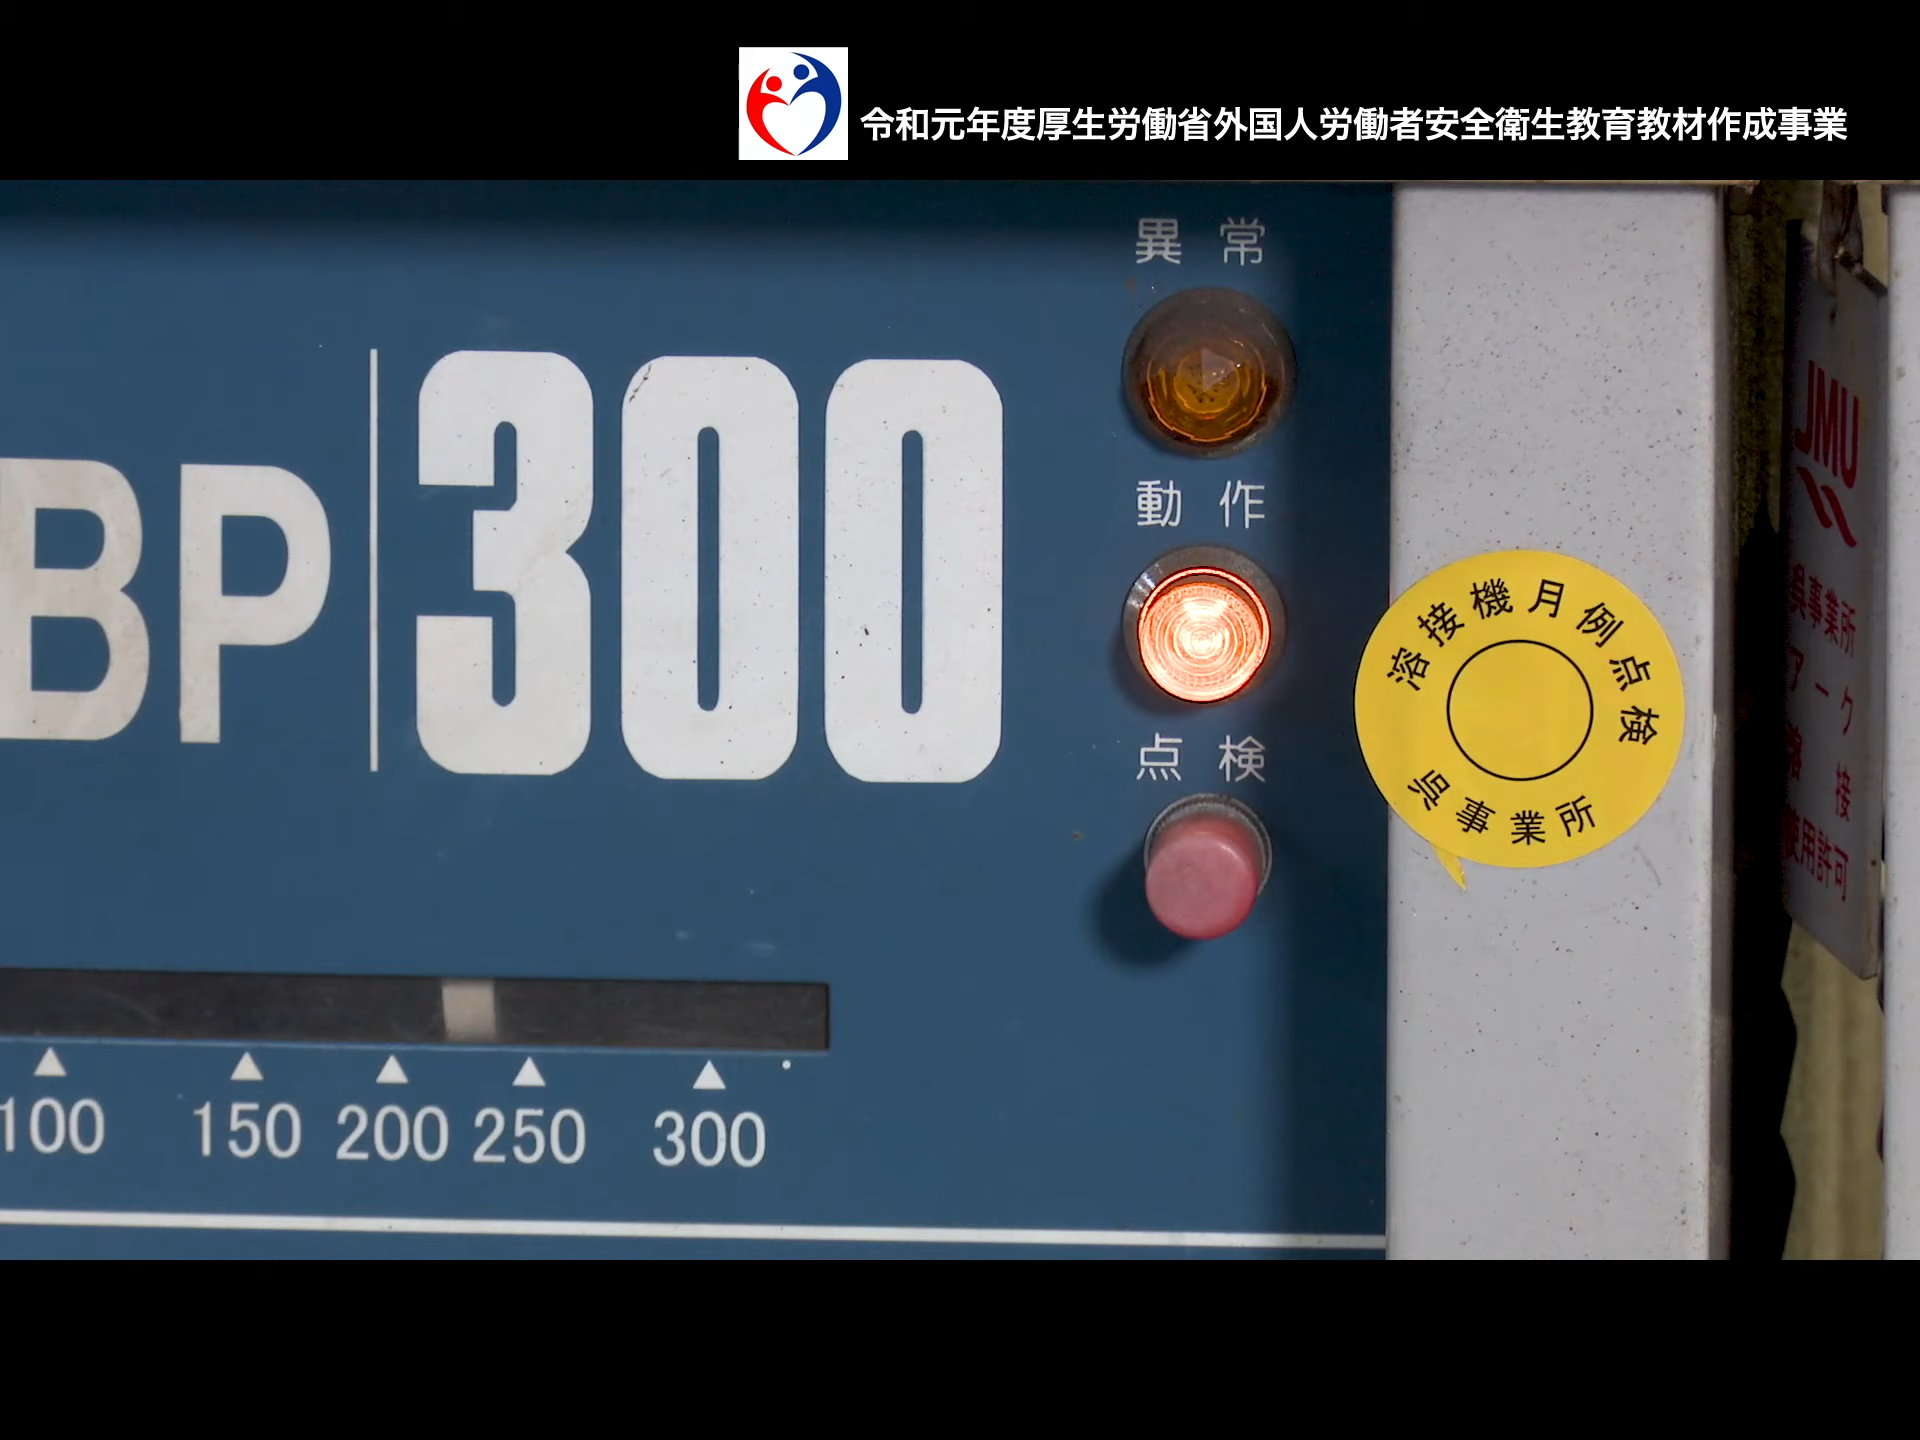 令和元年度厚生労働省外国人労働者安全衛生教育教材作成事業
異常
BP 300
動作
点検
溶接機月例点検
呉事業所
JMU
呉事業所
アーク
溶接
使用許可
100 150 200 250 300